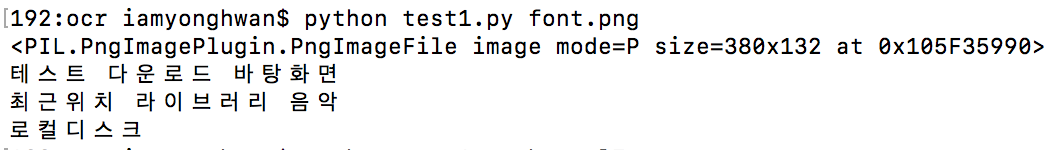 [192:ocr iamyonghwan$ python test1.py font.png
<PIL.PngImagePlugin.PngImageFile image mode=P size=380x132 at 0x105F35990>
테스트 다운로드 바탕화면
최근위치 라이브러리 음악
로컬디스크